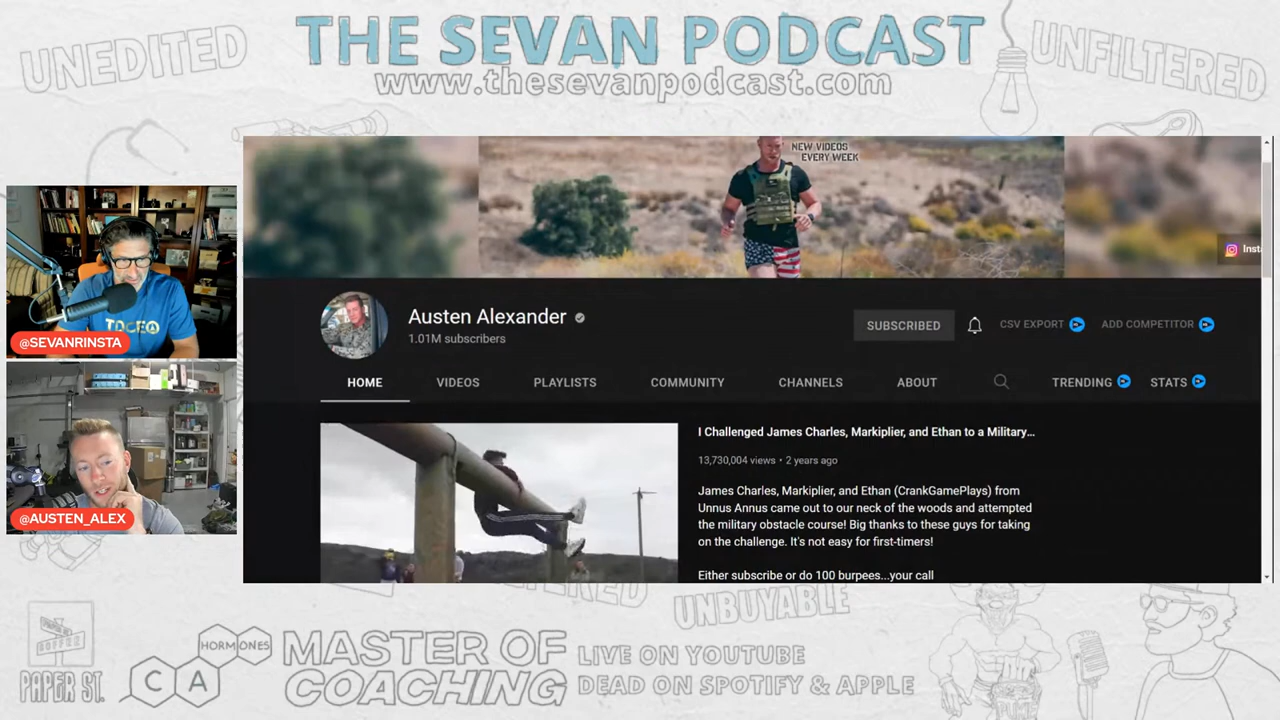 UNEDITED
THE SEVAN PODCAST
www.thesevanpodcast.com
UNFILTERED
NEW VIDEOS
EVERY WEEK
Inst
TDCEO
@SEVANRINSTA
@AUSTEN_ALEX
Austen Alexander
1.01M subscribers
SUBSCRIBED
CSV EXPORT
ADD COMPETITOR
HOME
VIDEOS
PLAYLISTS
COMMUNITY
CHANNELS
ABOUT
TRENDING
STATS
I Challenged James Charles, Markiplier, and Ethan to a Military…
13,730,004 views • 2 years ago
James Charles, Markiplier, and Ethan (CrankGamePlays) from
Unnus Annus came out to our neck of the woods and attempted
the military obstacle course! Big thanks to these guys for taking
on the challenge. It's not easy for first-timers!
Either subscribe or do 100 burpees...your call
UNBUYABLE
COFFEE
PAPER ST.
HORMONES
C A
MASTER OF
COACHING
LIVE ON YOUTUBE
DEAD ON SPOTIFY & APPLE